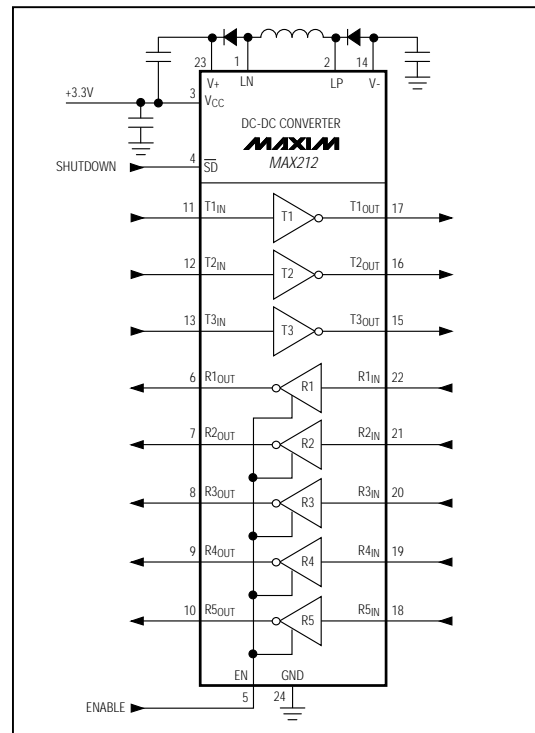 23 1 2 14
V+ LN LP V-
+3.3V 3 VCC
DC-DC CONVERTER
MAXIM
MAX212
SHUTDOWN 4 SD
11 T1IN T1 T1OUT 17
12 T2IN T2 T2OUT 16
13 T3IN T3 T3OUT 15
6 R1OUT R1 R1IN 22
7 R2OUT R2 R2IN 21
8 R3OUT R3 R3IN 20
9 R4OUT R4 R4IN 19
10 R5OUT R5 R5IN 18
EN GND
5 24
ENABLE